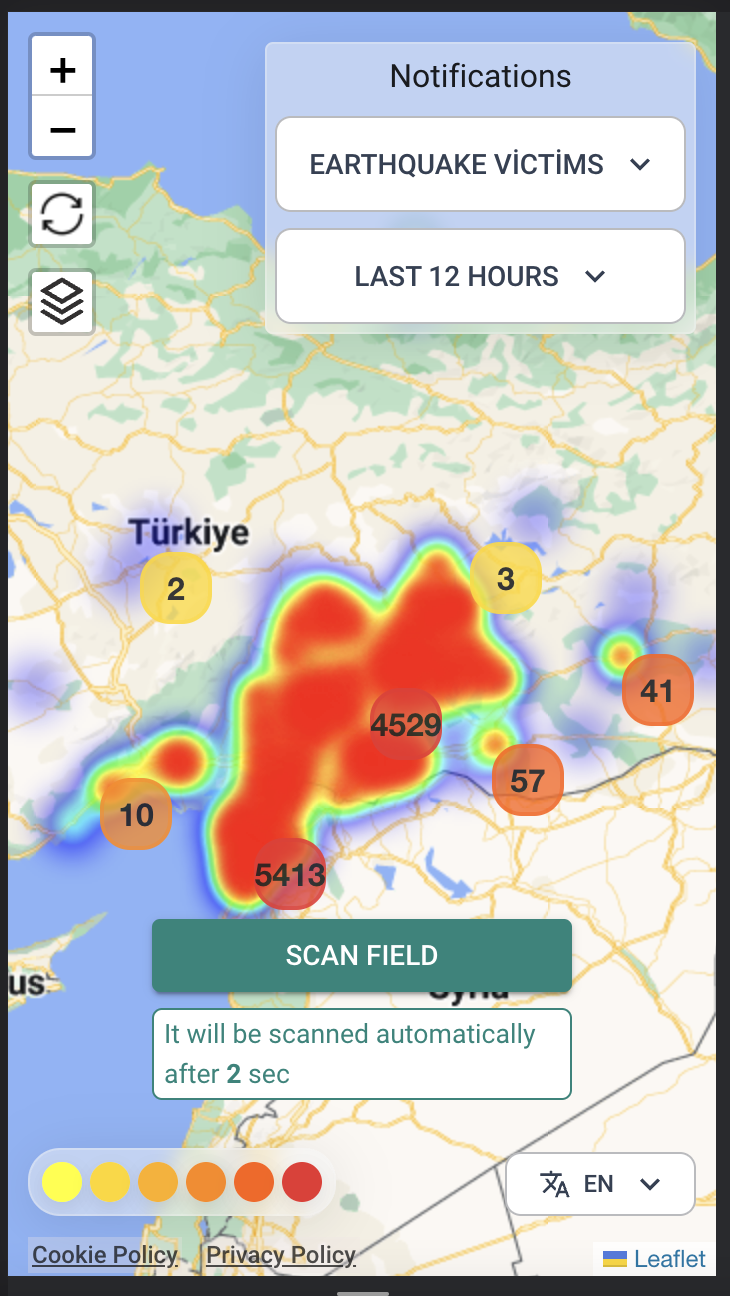 +
Notifications
−
EARTHQUAKE VİCTİMS
LAST 12 HOURS
Türkiye
2
3
41
4529
57
10
5413
SCAN FIELD
us
Syria
It will be scanned automatically
after 2 sec
EN
Cookie Policy
Privacy Policy
Leaflet